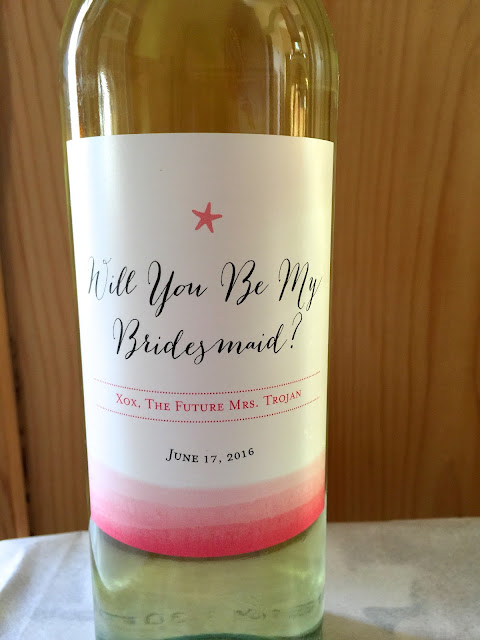 Will You Be My
Bridesmaid?
Xox, The Future Mrs. Trojan
June 17, 2016